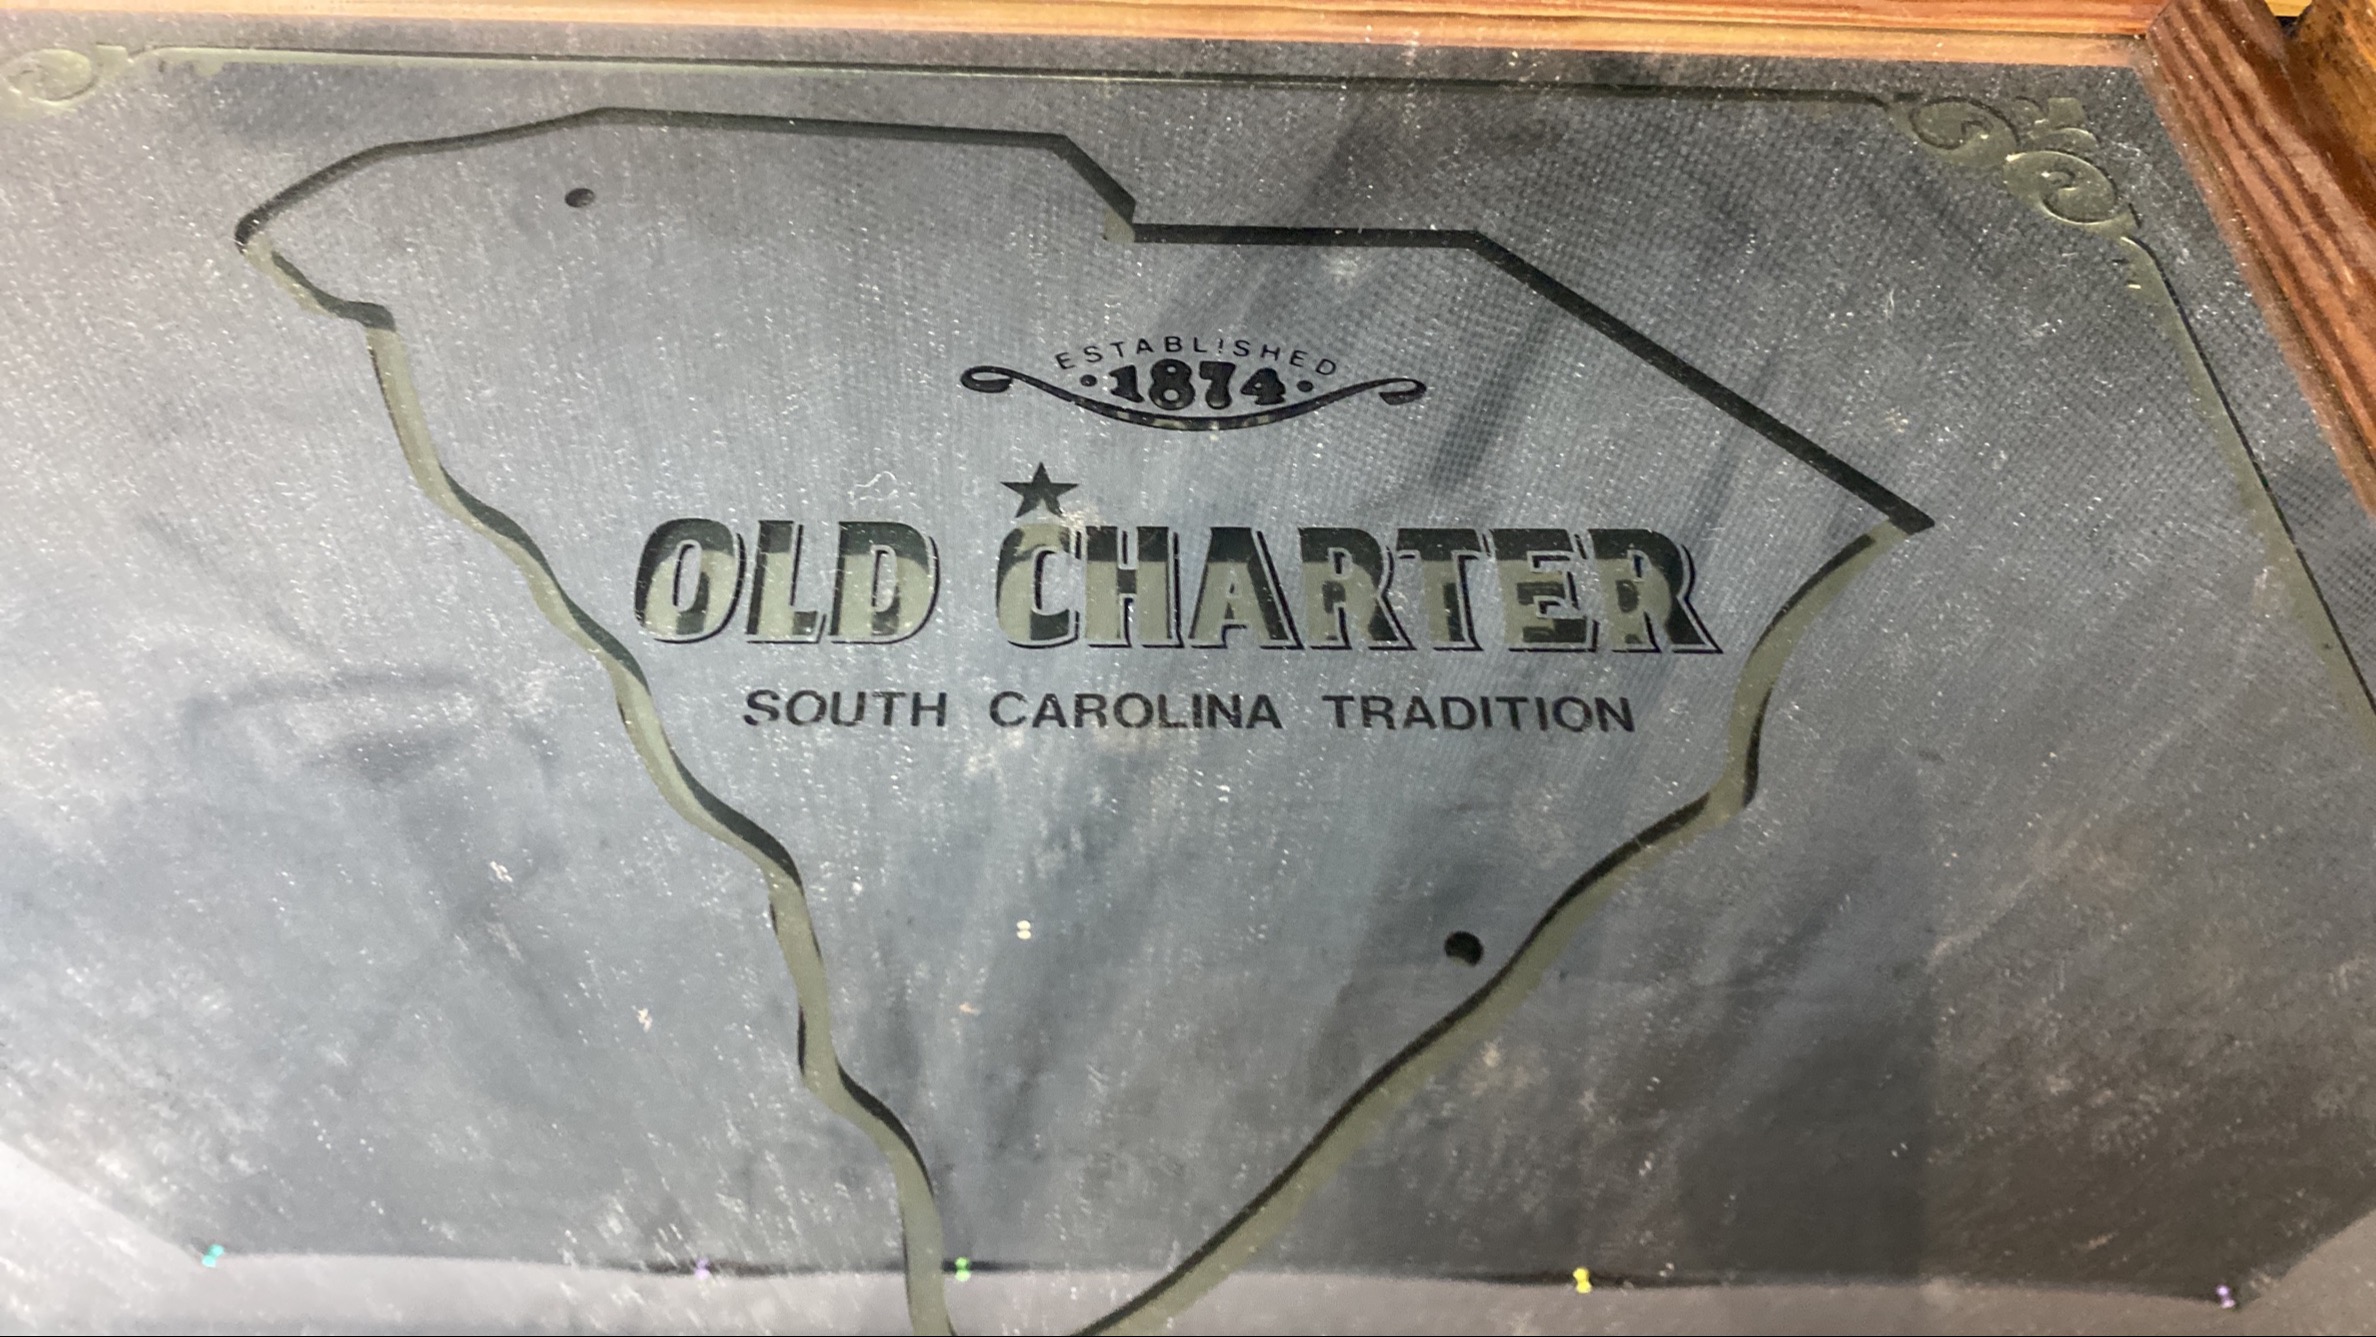 ESTABLISHED
·1874·
OLD CHARTER
SOUTH CAROLINA TRADITION